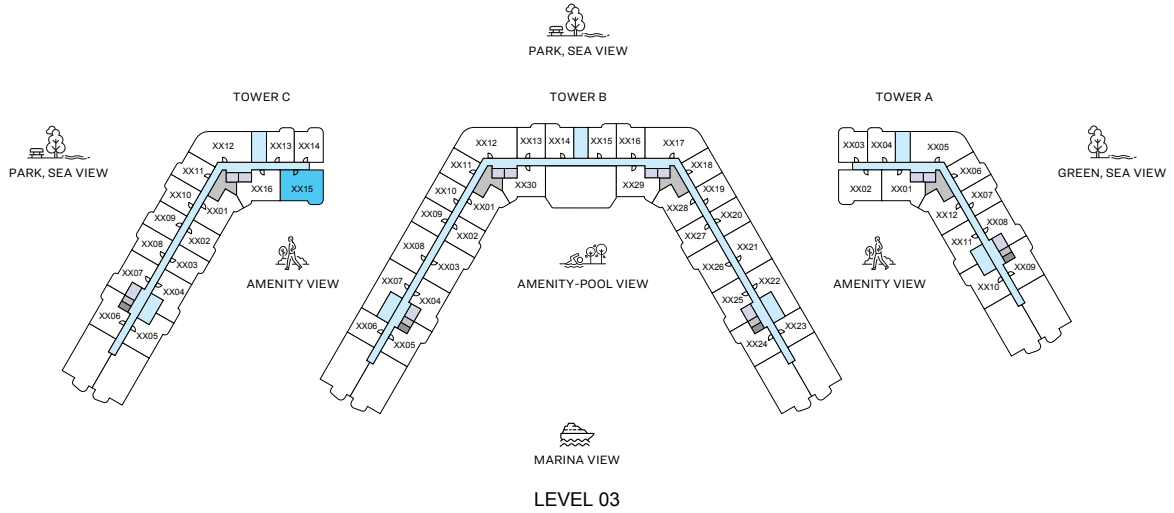 PARK, SEA VIEW
TOWER C
TOWER B
TOWER A
PARK, SEA VIEW
GREEN, SEA VIEW
XX12
XX13
XX14
XX11
XX16
XX15
XX10
XX01
XX09
XX02
XX08
XX03
XX07
XX04
XX06
XX05
XX12
XX13
XX14
XX15
XX16
XX17
XX11
XX30
XX29
XX18
XX10
XX01
XX28
XX19
XX09
XX02
XX27
XX20
XX08
XX03
XX26
XX21
XX07
XX04
XX25
XX22
XX06
XX05
XX24
XX23
XX03
XX04
XX05
XX02
XX01
XX06
XX12
XX07
XX11
XX08
XX10
XX09
AMENITY VIEW
AMENITY-POOL VIEW
AMENITY VIEW
MARINA VIEW
LEVEL 03